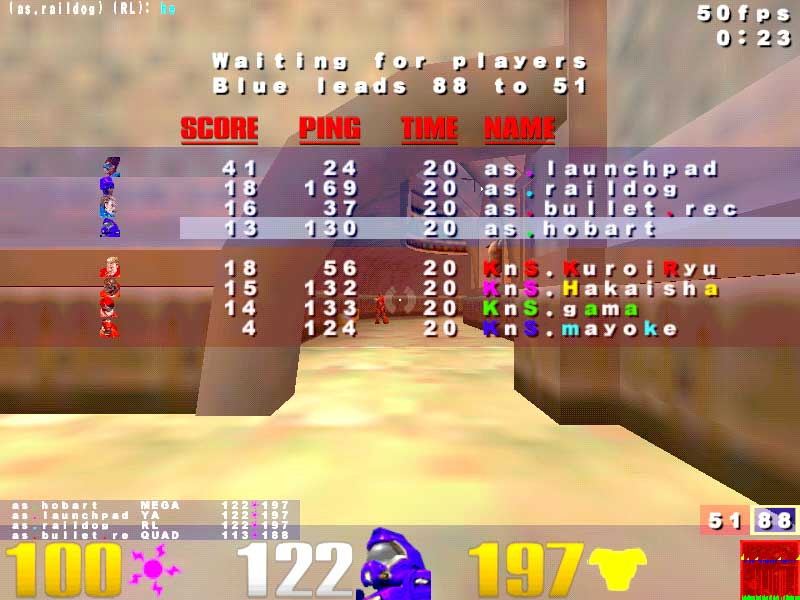 (as.raildog) (RL): he
50fps
0:23
Waiting for players
Blue leads 88 to 51
SCORE PING TIME NAME
41 24 20 as.launchpad
18 169 20 as.raildog
16 37 20 as.bullet.rec
13 130 20 as.hobart
18 56 20 KnS.KuroiRyu
15 132 20 KnS.Hakaisha
14 133 20 KnS.gama
4 124 20 KnS.mayoke
as.hobart MEGA 122 197
as.launchpad YA 122 197
as.raildog RL 122 197
as.bullet.re QUAD 113 188
51 88
100 122 197